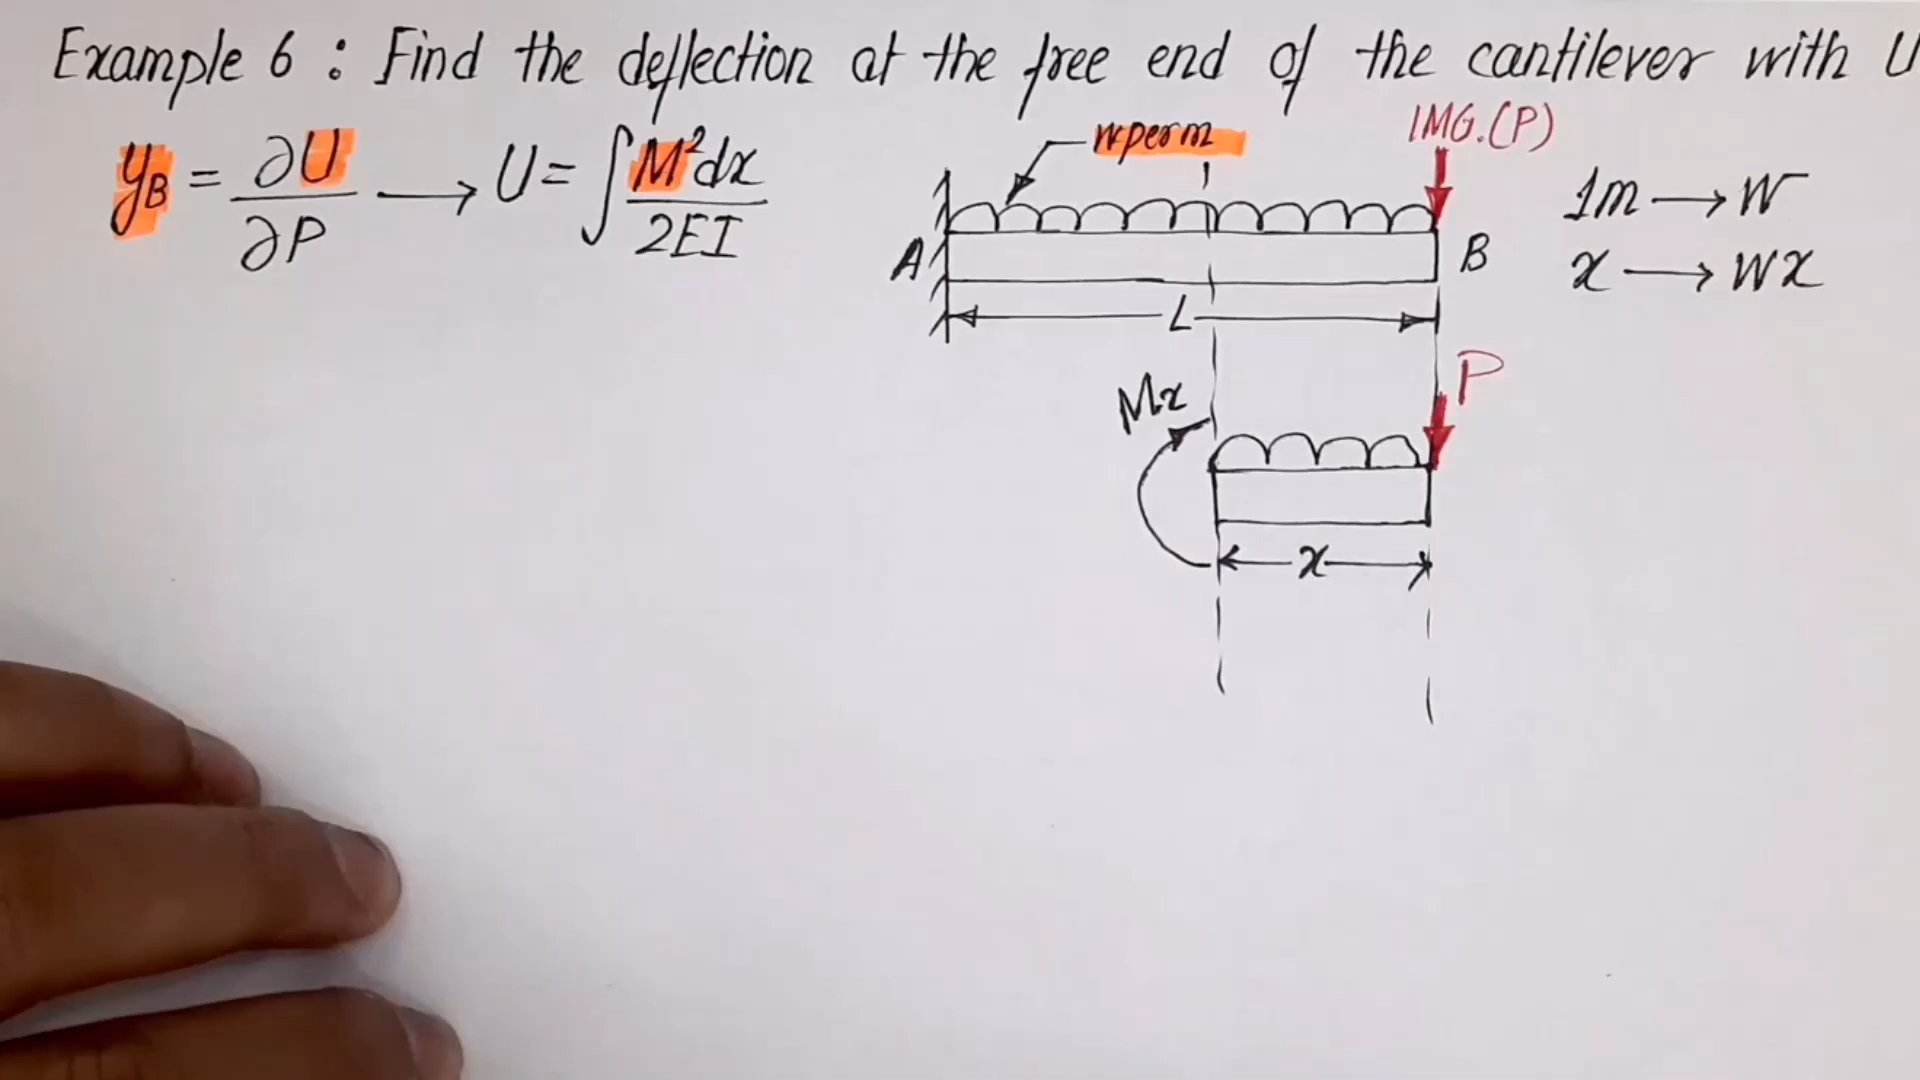 Example 6 : Find the deflection at the free end of the cantilever with U
y_B = ∂U/∂P → U = ∫ M²dx/2EI
w per m
IMG.(P)
1m → W
A
B
x → Wx
L
P
Mx
x